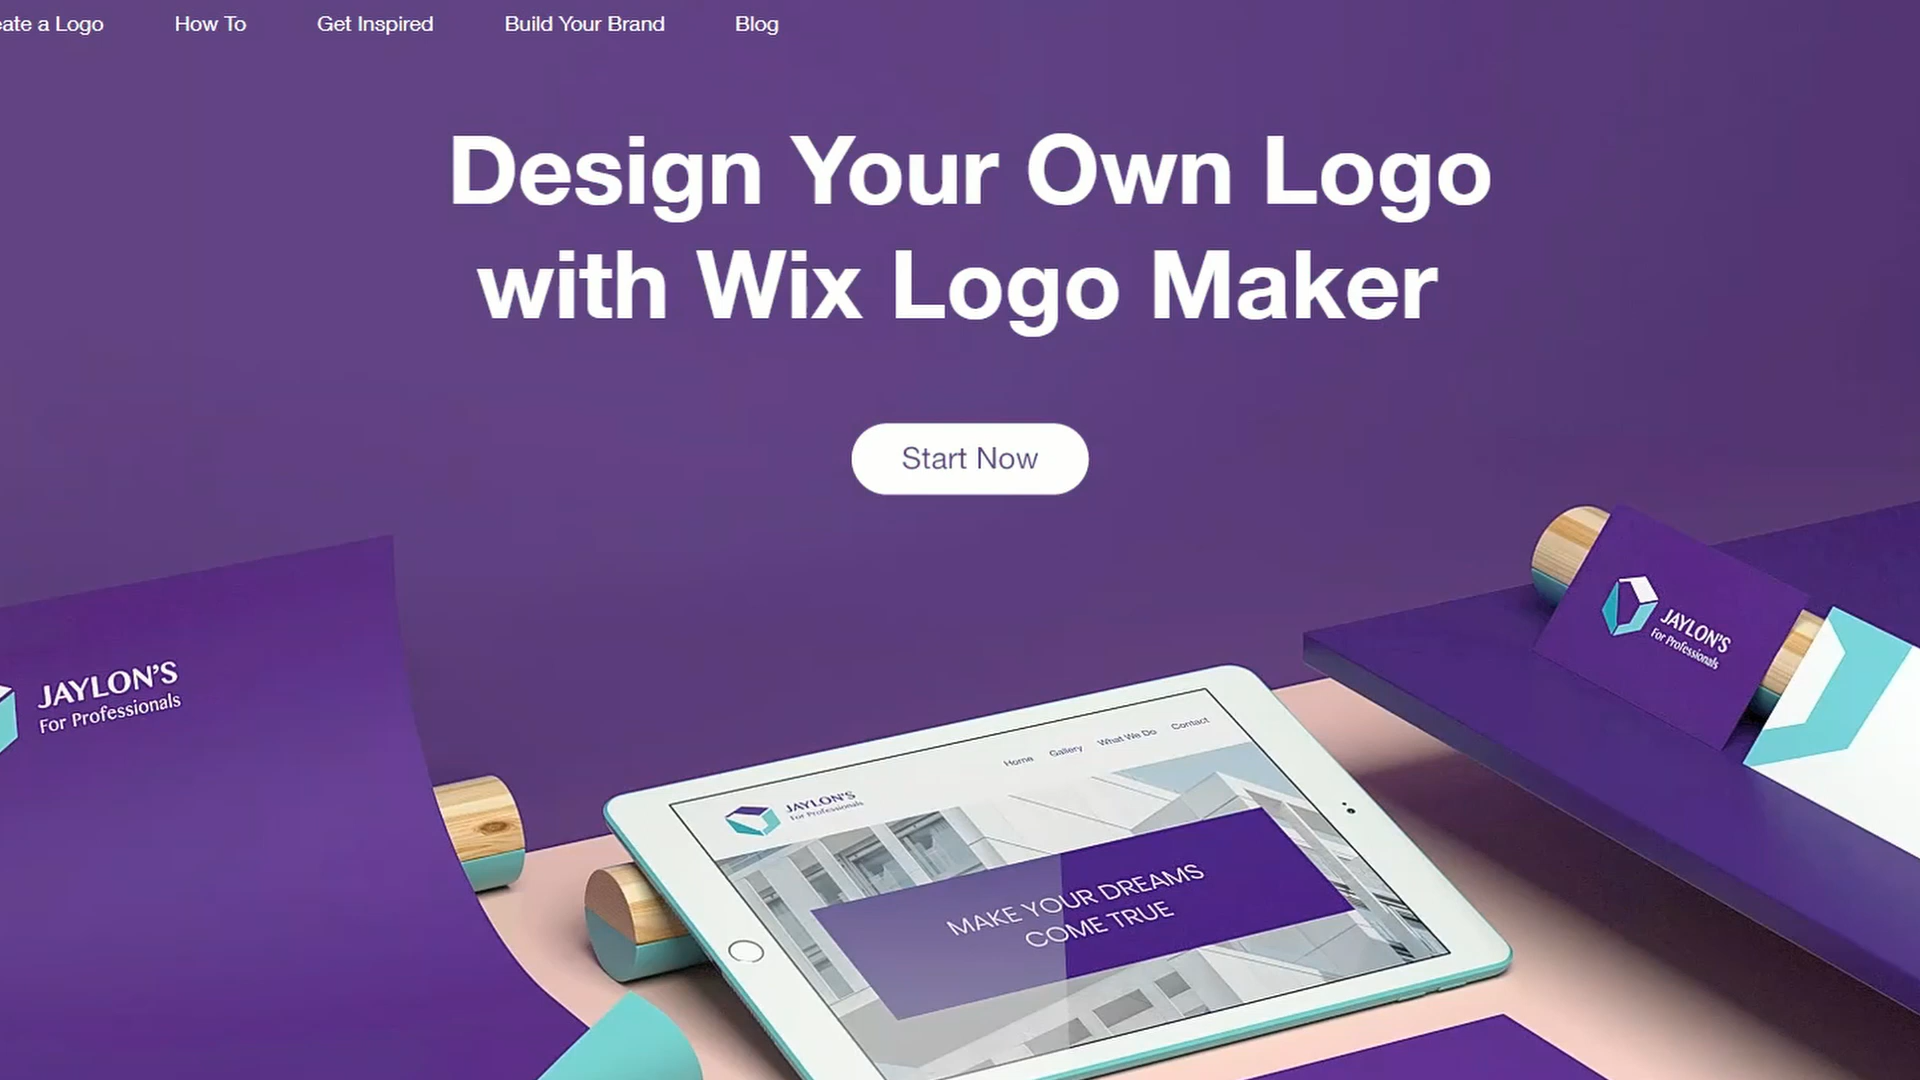 eate a Logo
How To
Get Inspired
Build Your Brand
Blog
Design Your Own Logo
with Wix Logo Maker
Start Now
JAYLON'S
For Professionals
JAYLON'S
For Professionals
Home
Gallery
What We Do
Contact
JAYLON'S
For Professionals
MAKE YOUR DREAMS
COME TRUE